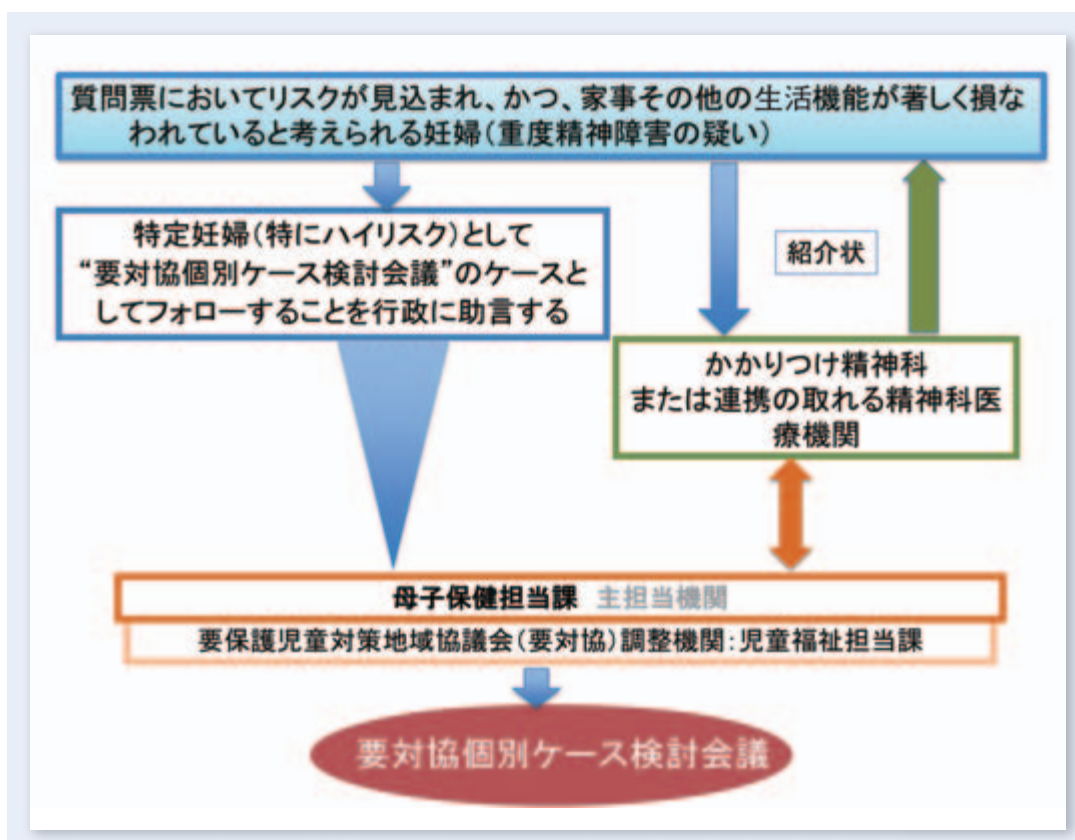 質問票においてリスクが見込まれ、かつ、家事その他の生活機能が著しく損な
われていると考えられる妊婦(重度精神障害の疑い)
特定妊婦(特にハイリスク)として
“要対協個別ケース検討会議”のケースと
してフォローすることを行政に助言する
紹介状
かかりつけ精神科
または連携の取れる精神科医
療機関
母子保健担当課 主担当機関
要保護児童対策地域協議会(要対協)調整機関:児童福祉担当課
要対協個別ケース検討会議